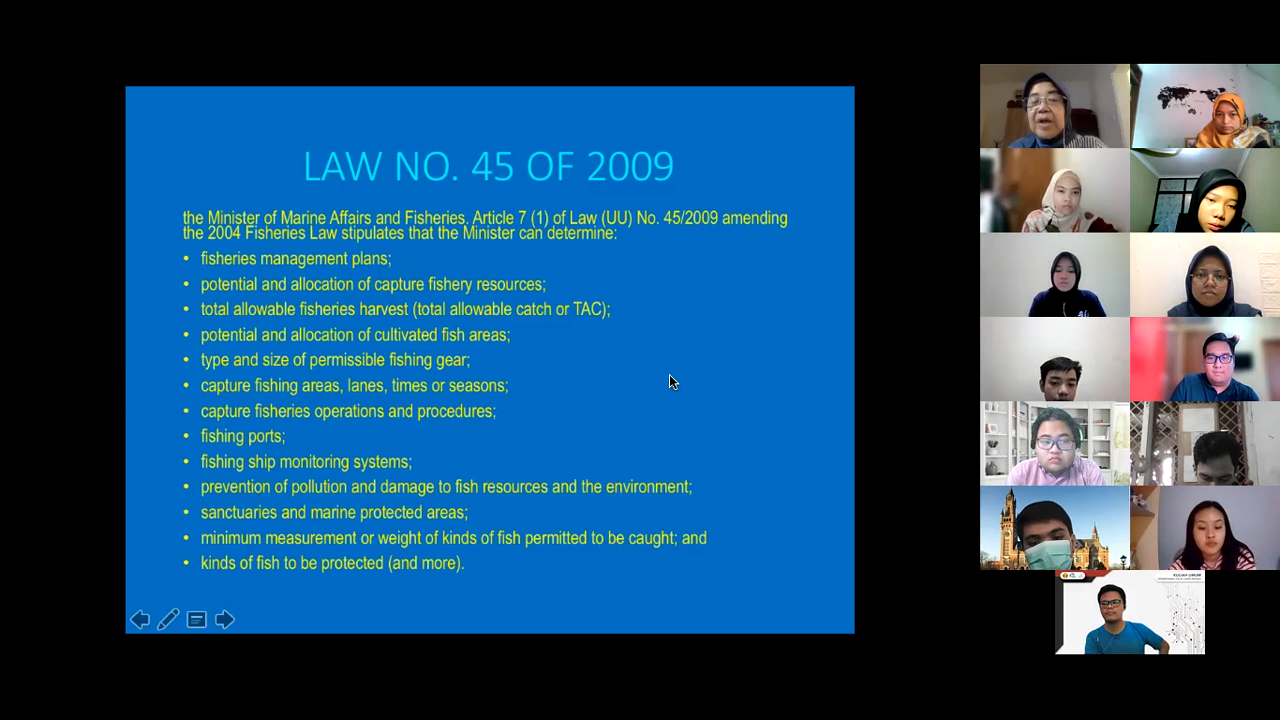 LAW NO. 45 OF 2009
the Minister of Marine Affairs and Fisheries. Article 7 (1) of Law (UU) No. 45/2009 amending
the 2004 Fisheries Law stipulates that the Minister can determine:
• fisheries management plans;
• potential and allocation of capture fishery resources;
• total allowable fisheries harvest (total allowable catch or TAC);
• potential and allocation of cultivated fish areas;
• type and size of permissible fishing gear;
• capture fishing areas, lanes, times or seasons;
• capture fisheries operations and procedures;
• fishing ports;
• fishing ship monitoring systems;
• prevention of pollution and damage to fish resources and the environment;
• sanctuaries and marine protected areas;
• minimum measurement or weight of kinds of fish permitted to be caught; and
• kinds of fish to be protected (and more).
KULIAH UMUM